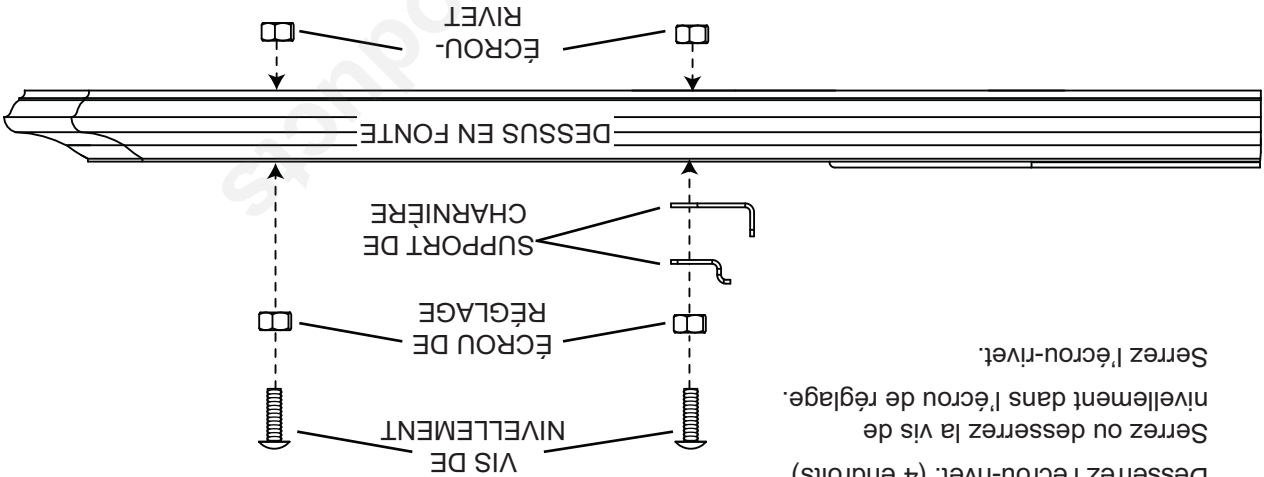 Desserrez l'écrou-rivet. (4 endroits)
Serrez ou desserrez la vis de
nivellement dans l'écrou de réglage.
Serrez l'écrou-rivet.
VIS DE
NIVELLEMENT
ÉCROU DE
RÉGLAGE
SUPPORT DE
CHARNIÈRE
DESSUS EN FONTE
ÉCROU-
RIVET